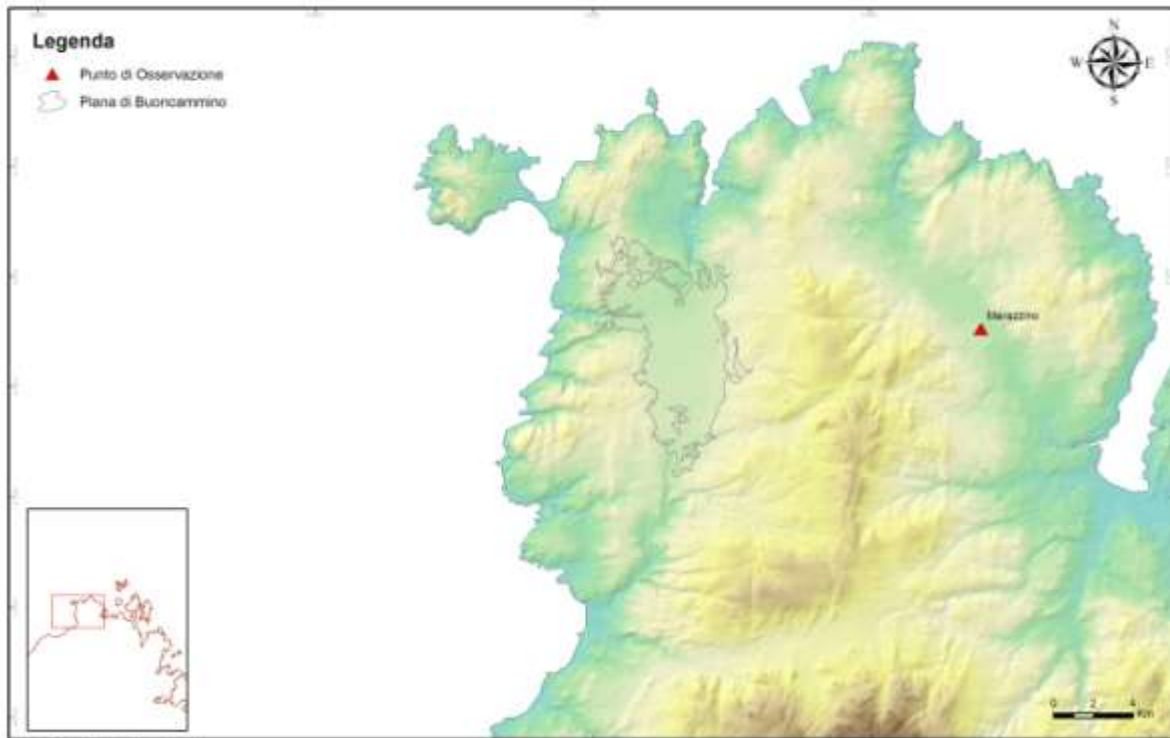 Legenda
Punto di Osservazione
Piana di Buoncammino
N
W E
S
Marazzino
0 2 4
Km